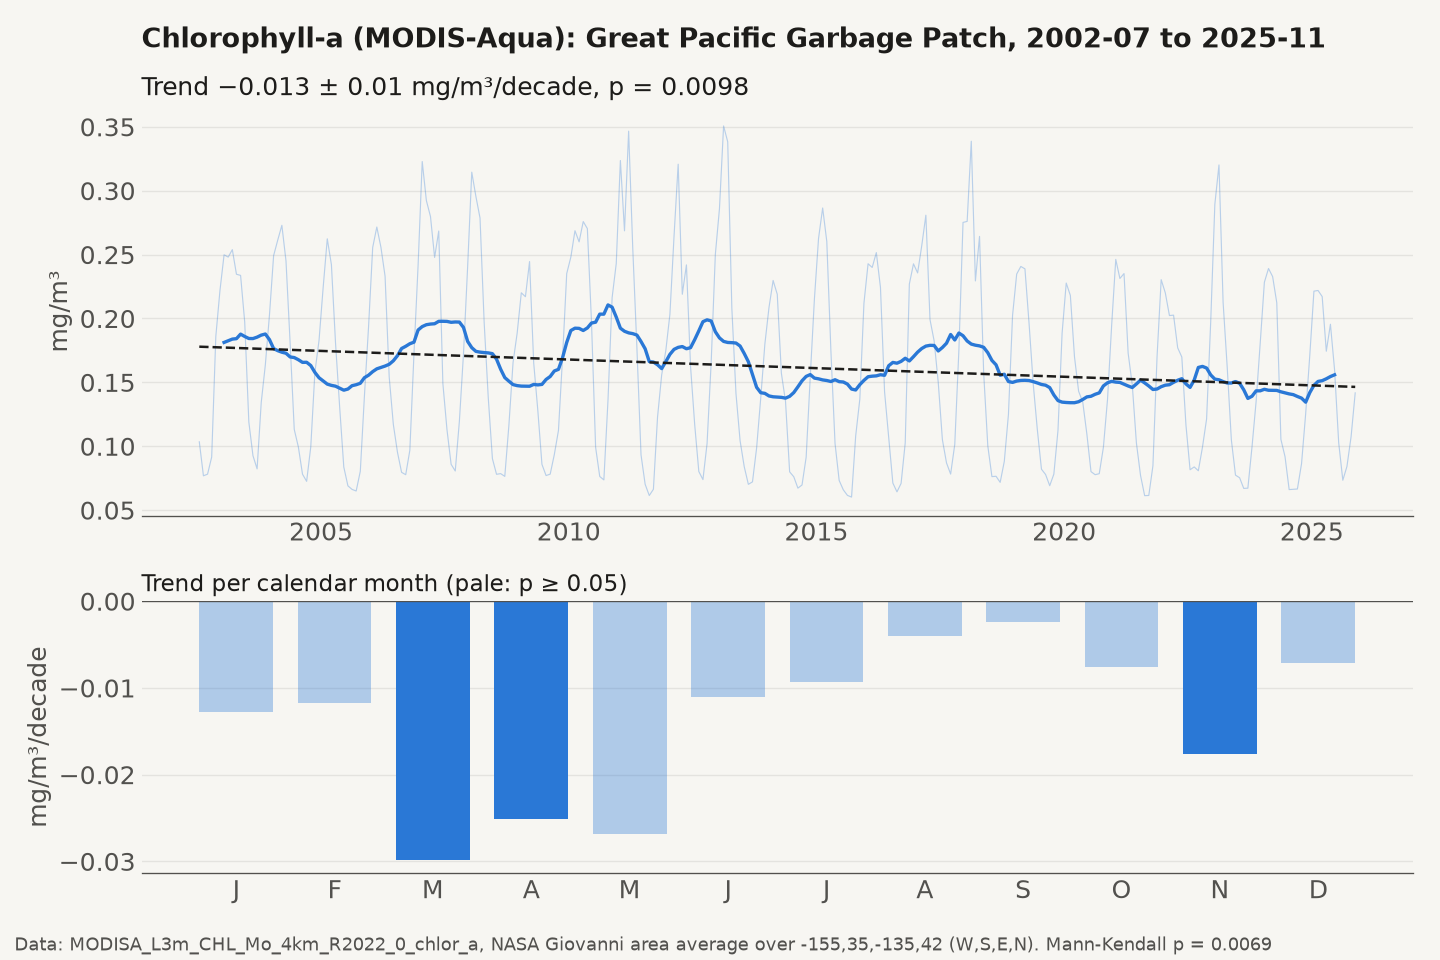 Chlorophyll-a (MODIS-Aqua): Great Pacific Garbage Patch, 2002-07 to 2025-11
Trend −0.013 ± 0.01 mg/m³/decade, p = 0.0098
mg/m³
0.35
0.30
0.25
0.20
0.15
0.10
0.05
2005 2010 2015 2020 2025
Trend per calendar month (pale: p ≥ 0.05)
mg/m³/decade
0.00
−0.01
−0.02
−0.03
J F M A M J J A S O N D
Data: MODISA_L3m_CHL_Mo_4km_R2022_0_chlor_a, NASA Giovanni area average over -155,35,-135,42 (W,S,E,N). Mann-Kendall p = 0.0069